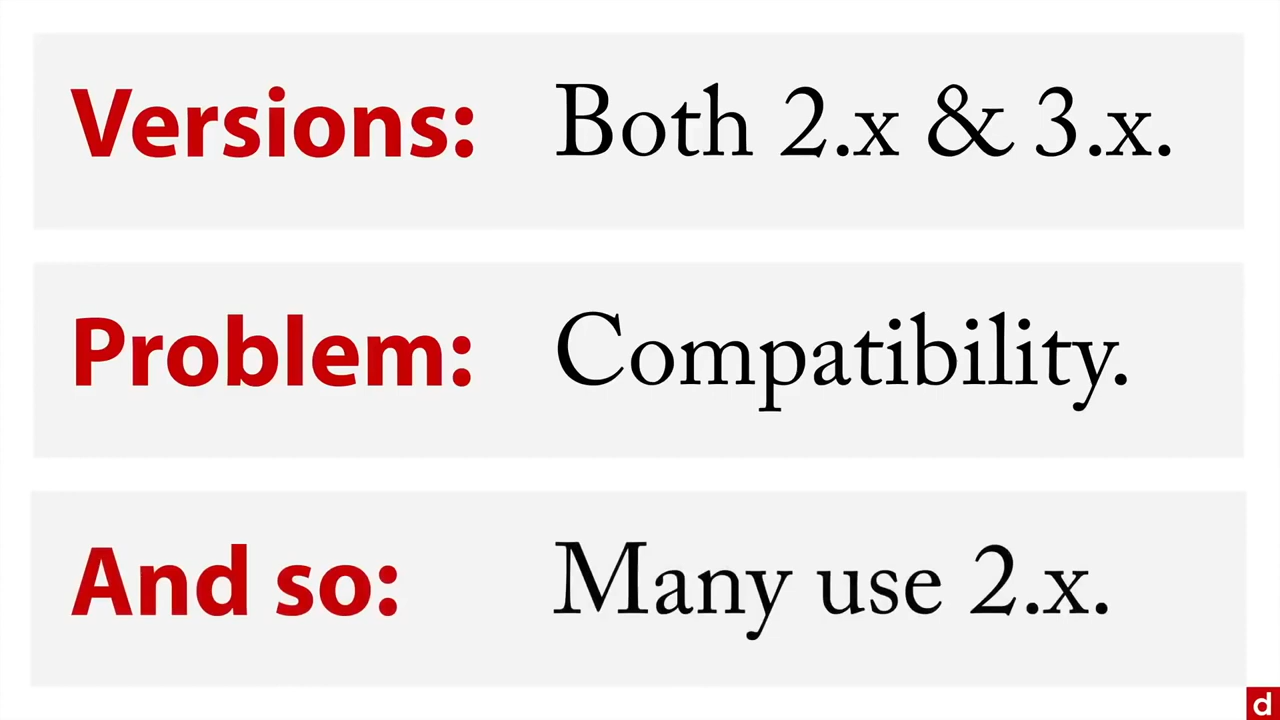 Versions: Both 2.x & 3.x.
Problem: Compatibility.
And so: Many use 2.x.
d